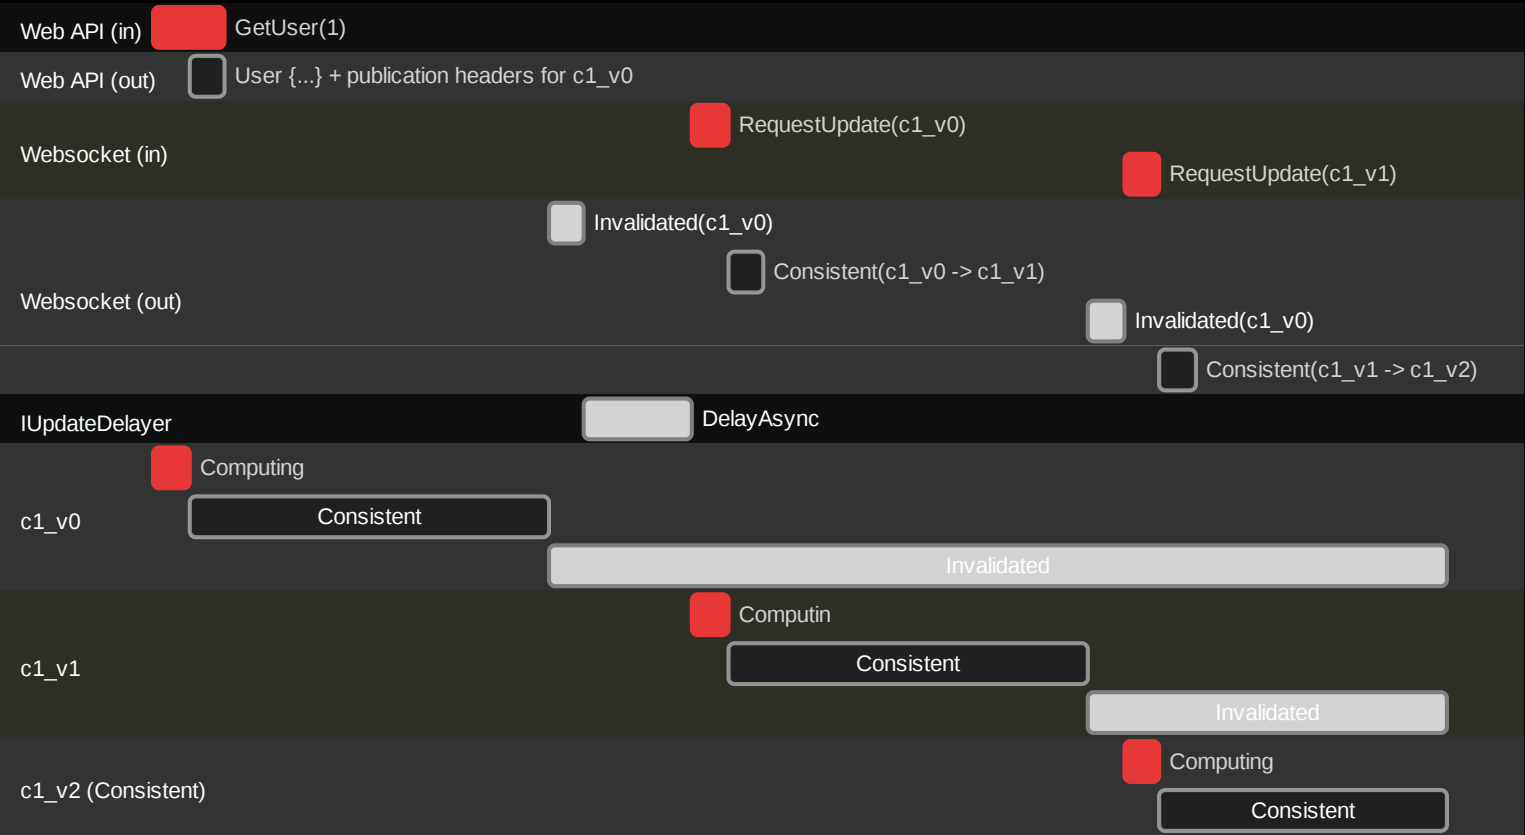 Web API (in)
GetUser(1)
Web API (out)
User {...} + publication headers for c1_v0
Websocket (in)
RequestUpdate(c1_v0)
RequestUpdate(c1_v1)
Websocket (out)
Invalidated(c1_v0)
Consistent(c1_v0 -> c1_v1)
Invalidated(c1_v0)
Consistent(c1_v1 -> c1_v2)
IUpdateDelayer
DelayAsync
c1_v0
Computing
Consistent
Invalidated
c1_v1
Computin
Consistent
Invalidated
c1_v2 (Consistent)
Computing
Consistent